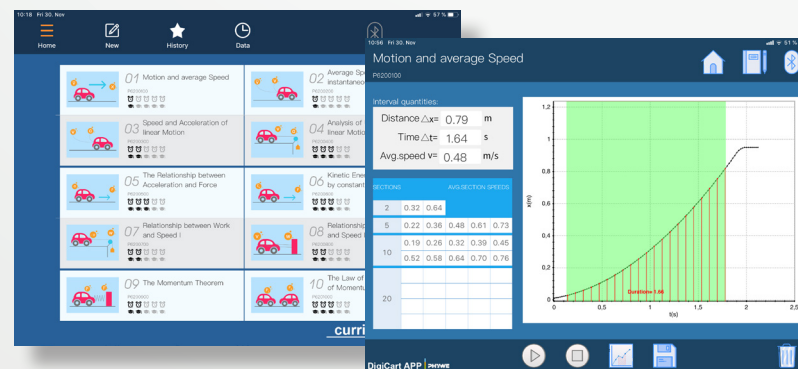 10:18 Fri 30. Nov
57 %
Home
New
History
Data
01 Motion and average Speed
P6200100
02 Average Sp
instantaneo
03 Speed and Acceleration of
linear Motion
04 Analysis of
linear Motio
05 The Relationship between
Acceleration and Force
06 Kinetic Ene
by constant
07 Relationship between Work
and Speed I
08 Relationship
and Speed
09 The Momentum Theorem
10 The Law of
of Moment
curri
10:56 Fri 30. Nov
51 %
Motion and average Speed
P6200100
Interval quantities:
Distance△x= 0.79 m
Time△t= 1.64 s
Avg.speed v= 0.48 m/s
SECTIONS AVG.SECTION SPEEDS
2 0.32 0.64
5 0.22 0.36 0.48 0.61 0.73
10 0.19 0.26 0.32 0.39 0.45
0.52 0.58 0.64 0.70 0.76
20
x(m)
1,2
1
0,8
0,6
0,4
0,2
0
Duration= 1.66
0 0,5 1 1,5 2 2,5
t(s)
DigiCart APP PHYWE